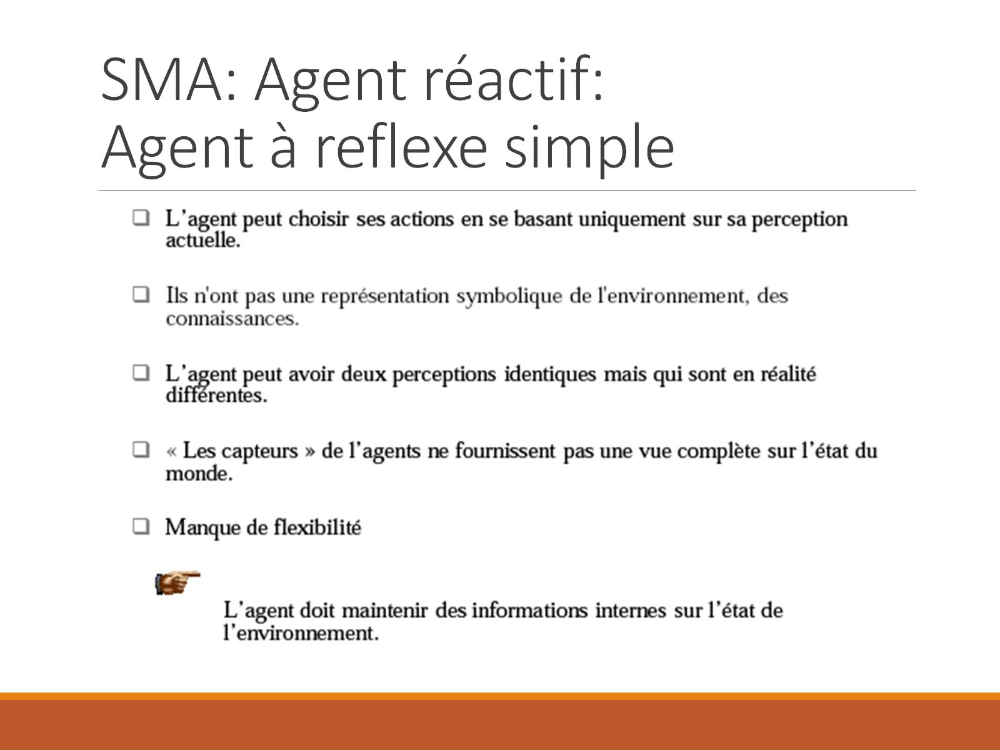 SMA: Agent réactif:
Agent à reflexe simple
L’agent peut choisir ses actions en se basant uniquement sur sa perception
actuelle.
Ils n'ont pas une représentation symbolique de l'environnement, des
connaissances.
L’agent peut avoir deux perceptions identiques mais qui sont en réalité
différentes.
« Les capteurs » de l’agents ne fournissent pas une vue complète sur l’état du
monde.
Manque de flexibilité
L’agent doit maintenir des informations internes sur l’état de
l’environnement.